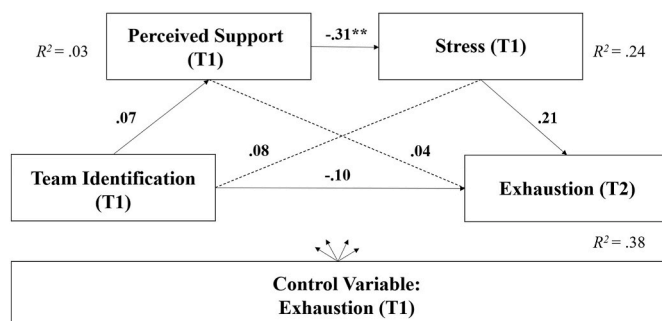 Perceived Support
(T1)
-.31**
Stress (T1)
R² = .03
R² = .24
.07
.21
.08
.04
Team Identification
(T1)
-.10
Exhaustion (T2)
R² = .38
Control Variable:
Exhaustion (T1)